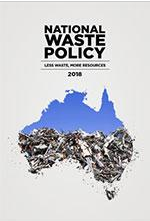 NATIONAL
WASTE
POLICY
LESS WASTE, MORE RESOURCES
2018